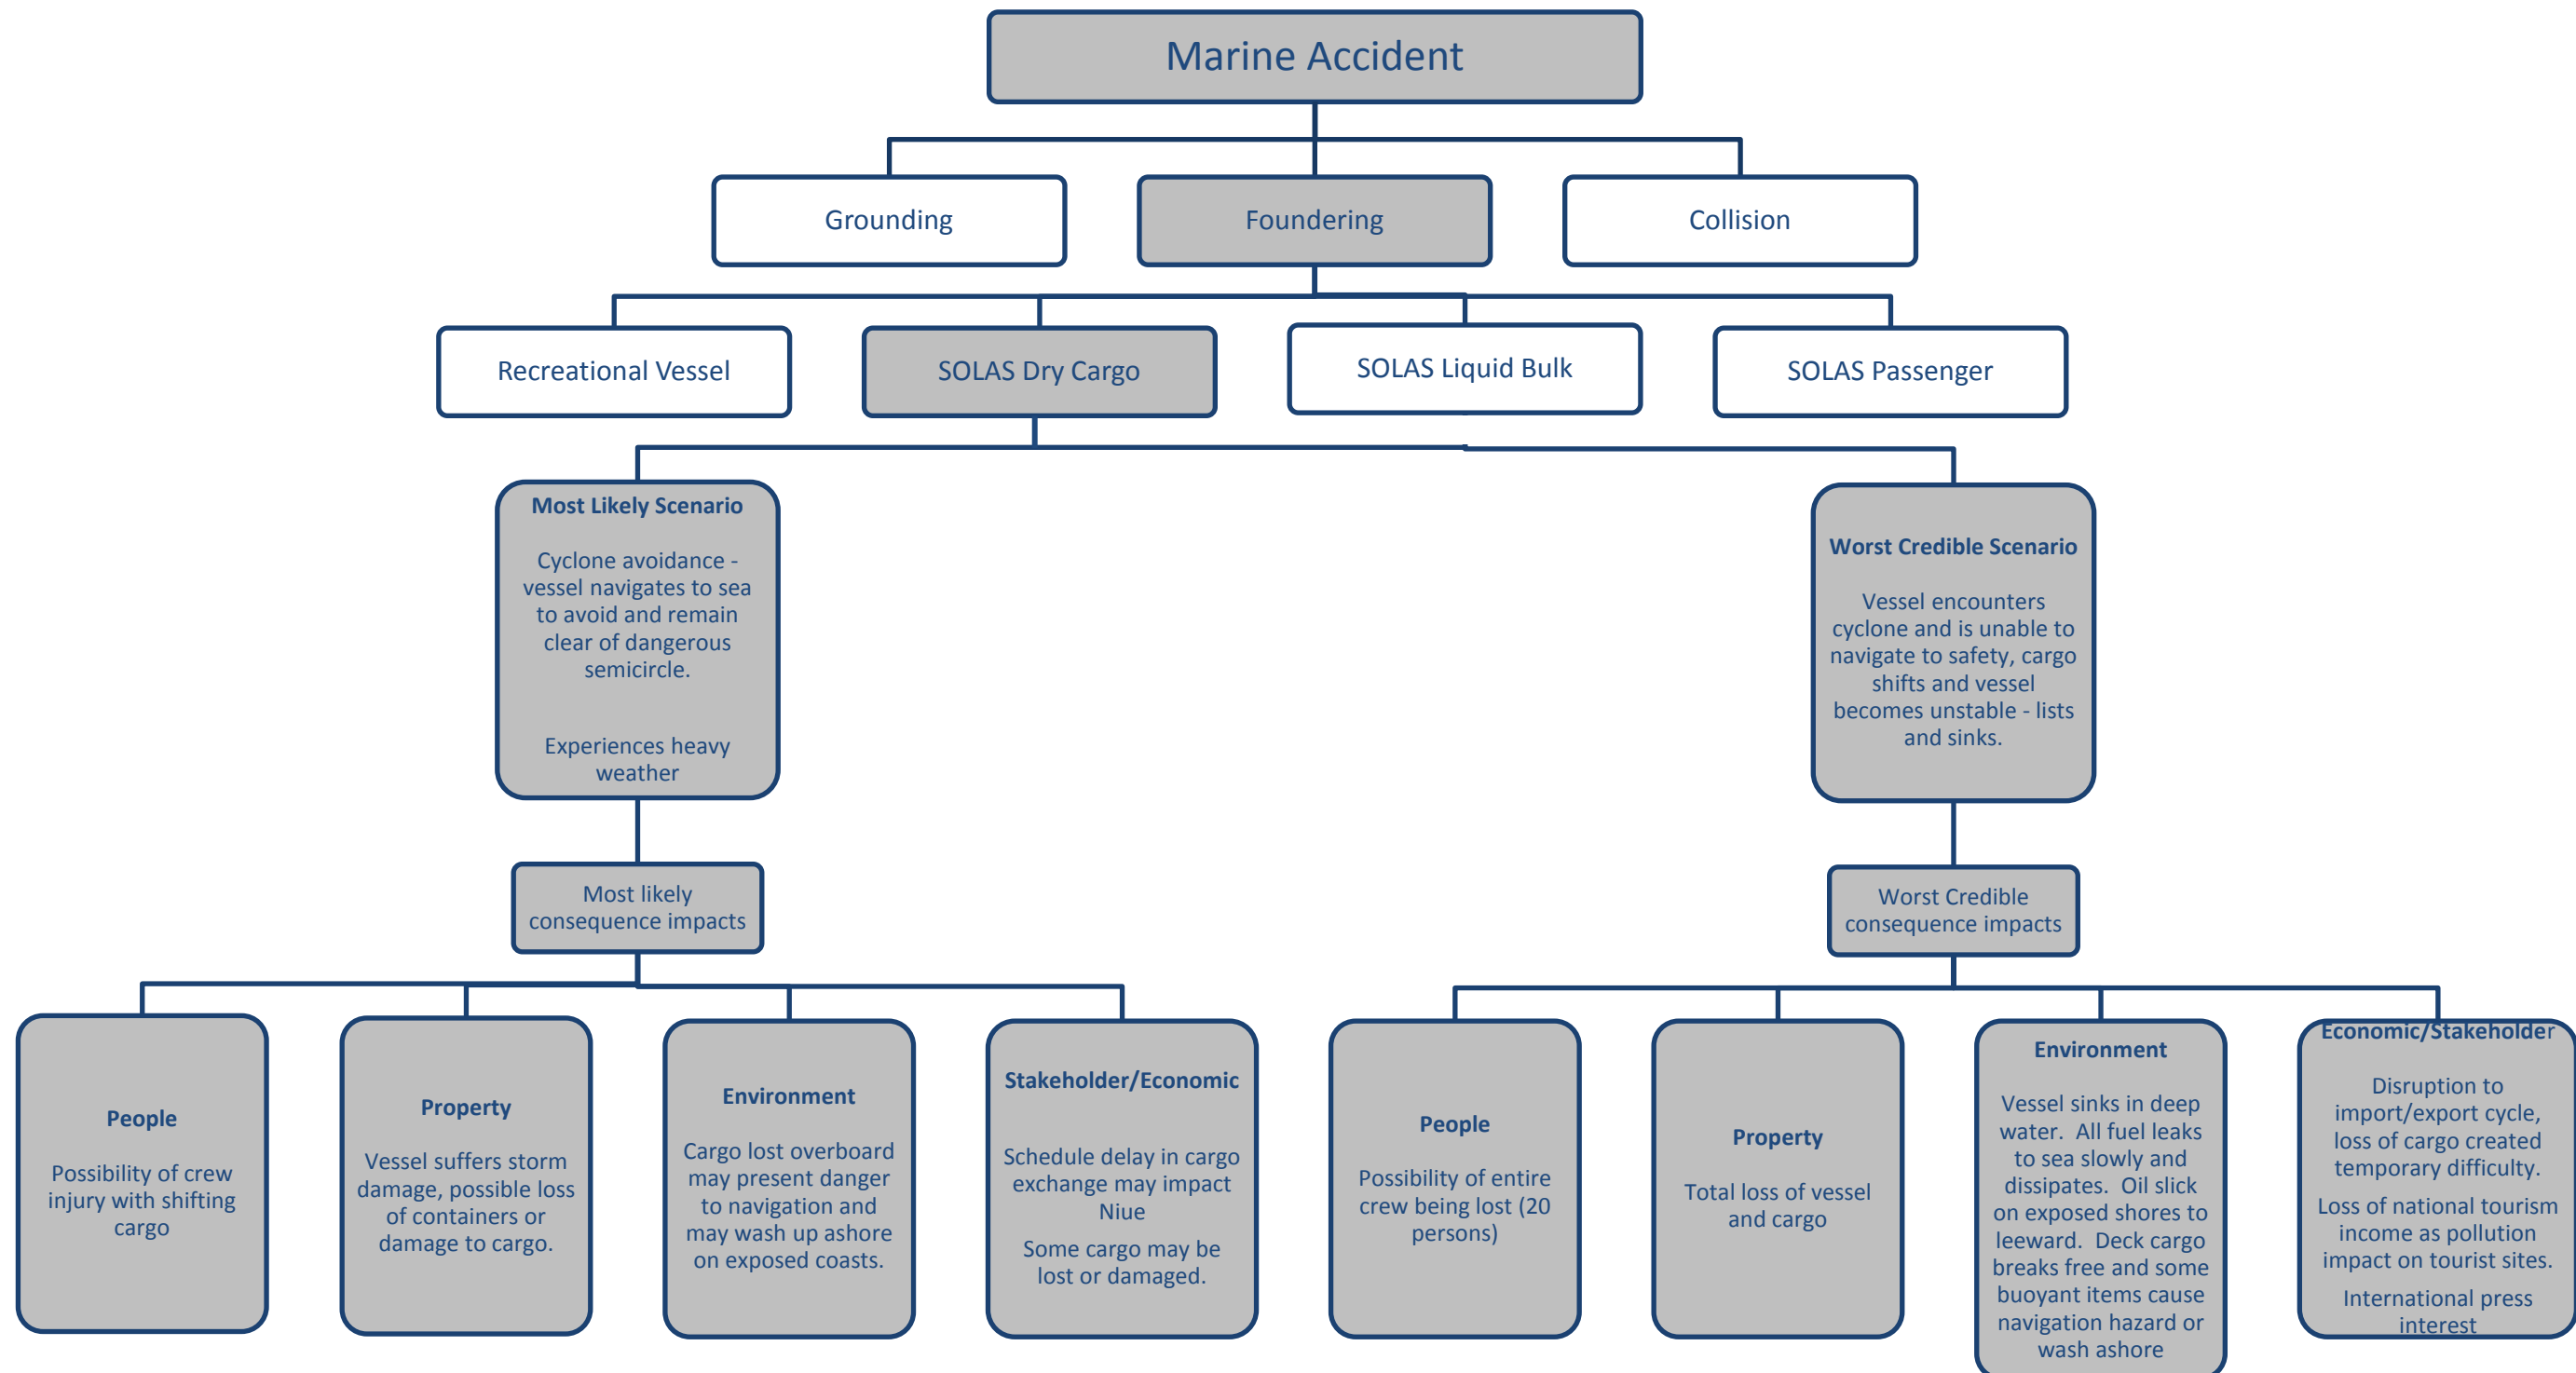 Marine Accident
Grounding
Foundering
Collision
Recreational Vessel
SOLAS Dry Cargo
SOLAS Liquid Bulk
SOLAS Passenger
Most Likely Scenario
Cyclone avoidance -
vessel navigates to sea
to avoid and remain
clear of dangerous
semicircle.
Experiences heavy
weather
Worst Credible Scenario
Vessel encounters
cyclone and is unable to
navigate to safety, cargo
shifts and vessel
becomes unstable - lists
and sinks.
Most likely
consequence impacts
Worst Credible
consequence impacts
People
Possibility of crew
injury with shifting
cargo
Property
Vessel suffers storm
damage, possible loss
of containers or
damage to cargo.
Environment
Cargo lost overboard
may present danger
to navigation and
may wash up ashore
on exposed coasts.
Stakeholder/Economic
Schedule delay in cargo
exchange may impact
Niue
Some cargo may be
lost or damaged.
People
Possibility of entire
crew being lost (20
persons)
Property
Total loss of vessel
and cargo
Environment
Vessel sinks in deep
water.  All fuel leaks
to sea slowly and
dissipates.  Oil slick
on exposed shores to
leeward.  Deck cargo
breaks free and some
buoyant items cause
navigation hazard or
wash ashore
Economic/Stakeholder
Disruption to
import/export cycle,
loss of cargo created
temporary difficulty.
Loss of national tourism
income as pollution
impact on tourist sites.
International press
interest